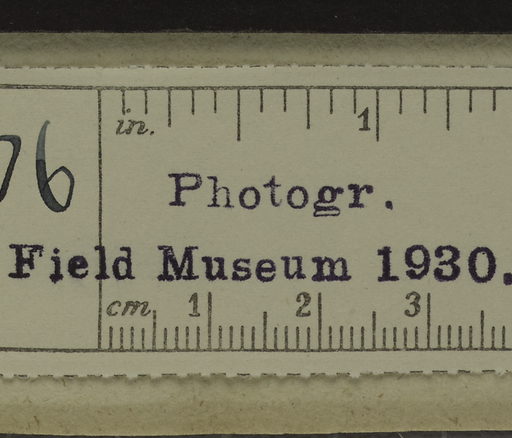 in. 1
76
Photogr.
Field Museum 1930.
cm. 1 2 3